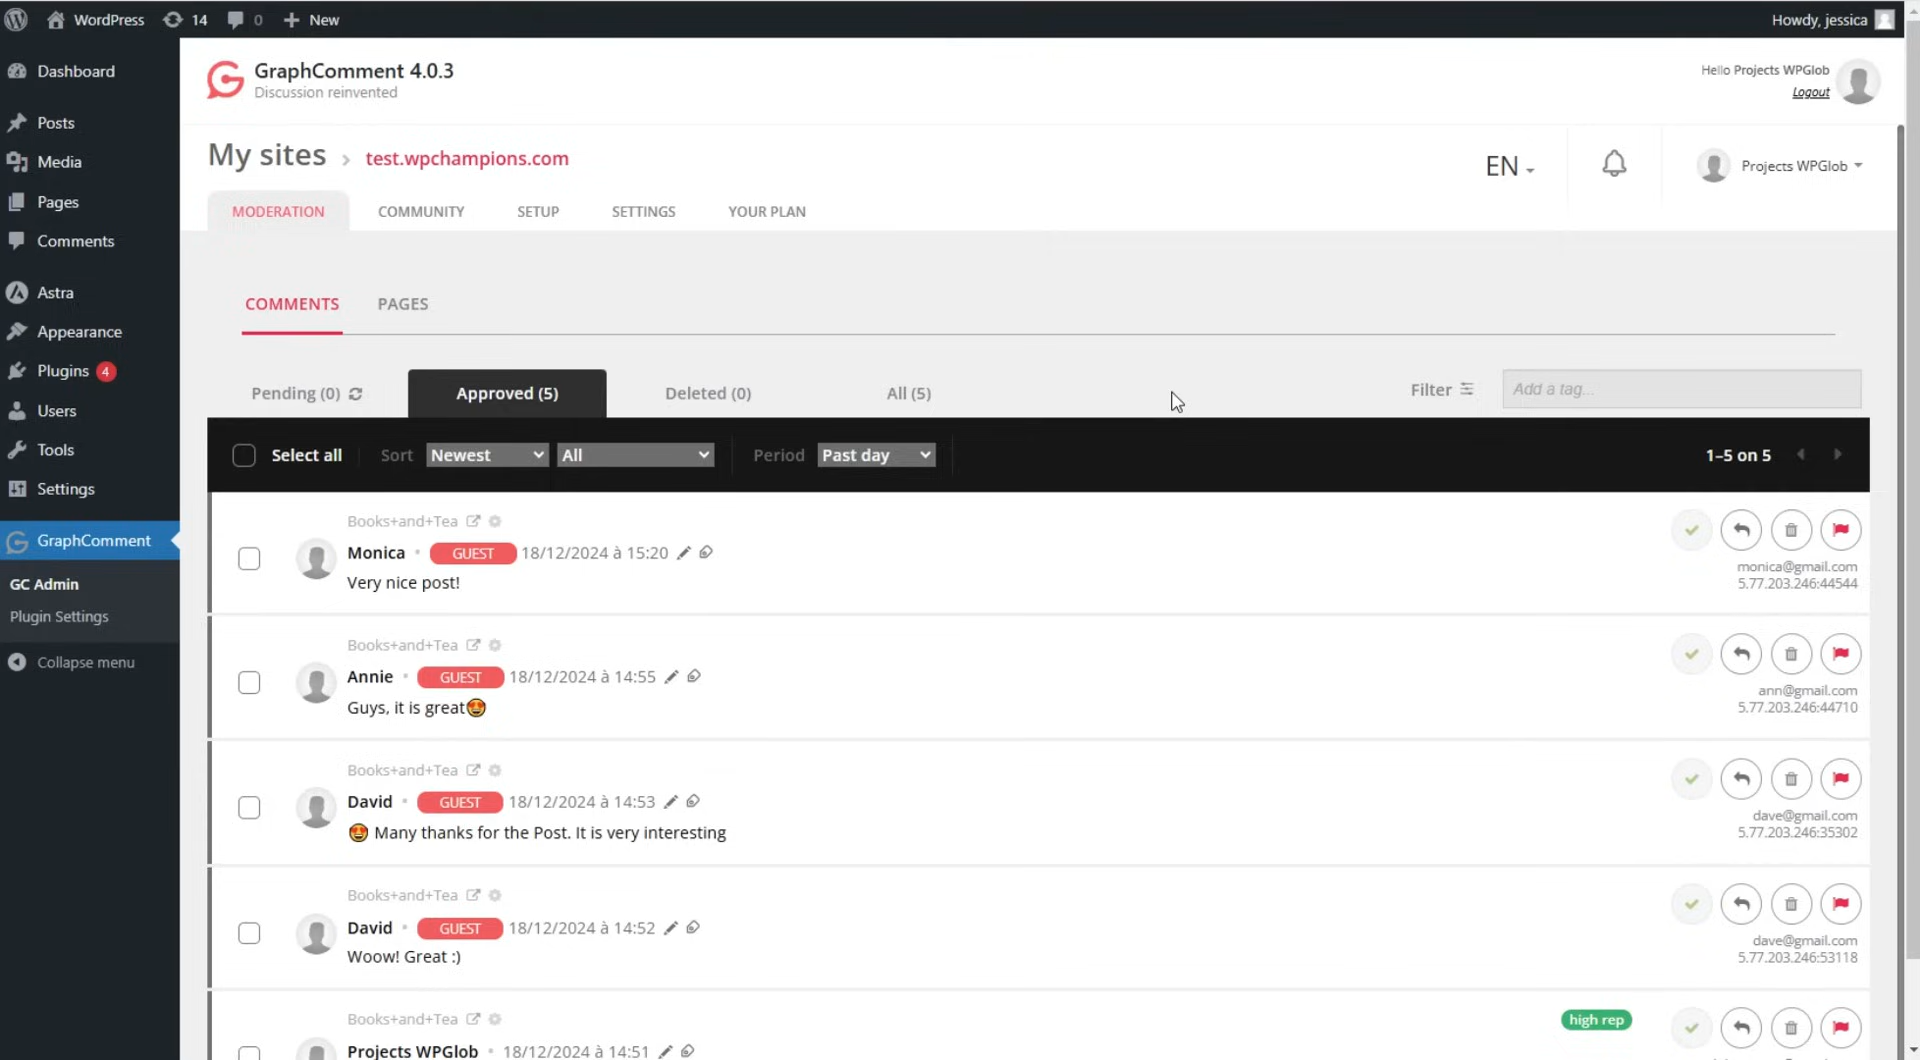 WordPress 14 0 + New Howdy, jessica
Dashboard
Posts
Media
Pages
Comments
Astra
Appearance
Plugins 4
Users
Tools
Settings
GraphComment
GC Admin
Plugin Settings
Collapse menu
GraphComment 4.0.3
Discussion reinvented
Hello Projects WPGlob
Logout
My sites › test.wpchampions.com
EN
Projects WPGlob
MODERATION COMMUNITY SETUP SETTINGS YOUR PLAN
COMMENTS PAGES
Pending (0) Approved (5) Deleted (0) All (5) Filter Add a tag...
Select all Sort Newest All Period Past day 1–5 on 5
Books+and+Tea
Monica • GUEST 18/12/2024 à 15:20
Very nice post!
monica@gmail.com
5.77.203.246:44544
Books+and+Tea
Annie • GUEST 18/12/2024 à 14:55
Guys, it is great😍
ann@gmail.com
5.77.203.246:44710
Books+and+Tea
David • GUEST 18/12/2024 à 14:53
😍 Many thanks for the Post. It is very interesting
dave@gmail.com
5.77.203.246:35302
Books+and+Tea
David • GUEST 18/12/2024 à 14:52
Woow! Great :)
dave@gmail.com
5.77.203.246:53118
Books+and+Tea
high rep
Projects WPGlob • 18/12/2024 à 14:51